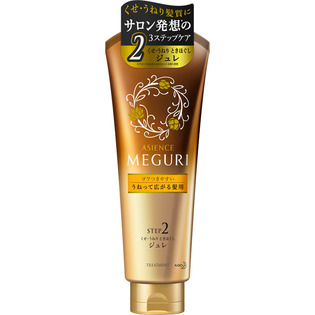 くせ・うねり髪質に
サロン発想の
3ステップケア
2
くせ・うねり ときほぐし
ジュレ
ASIENCE
MEGURI
ゴワつきやすい
うねって広がる髪用
STEP2
くせ・うねり ときほぐし
ジュレ
TREATMENT
Kao